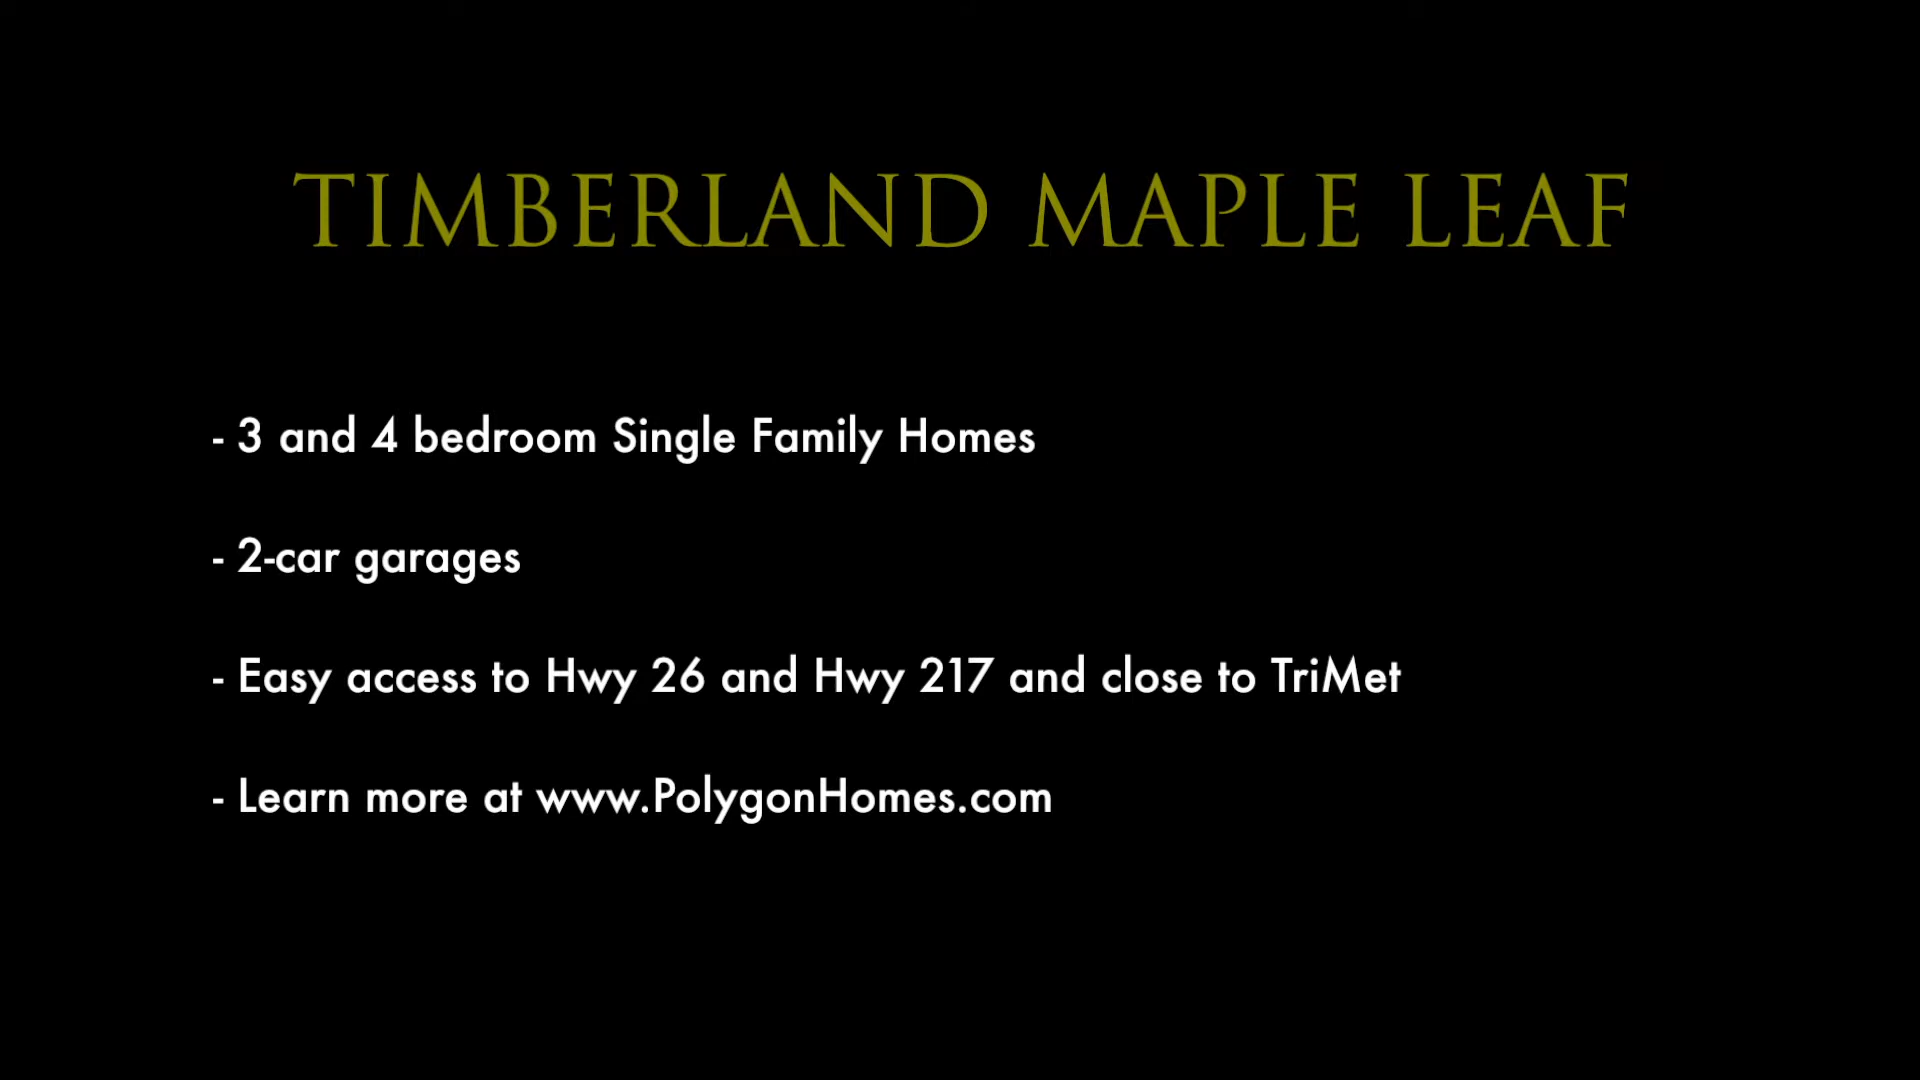 TIMBERLAND MAPLE LEAF
- 3 and 4 bedroom Single Family Homes
- 2-car garages
- Easy access to Hwy 26 and Hwy 217 and close to TriMet
- Learn more at www.PolygonHomes.com